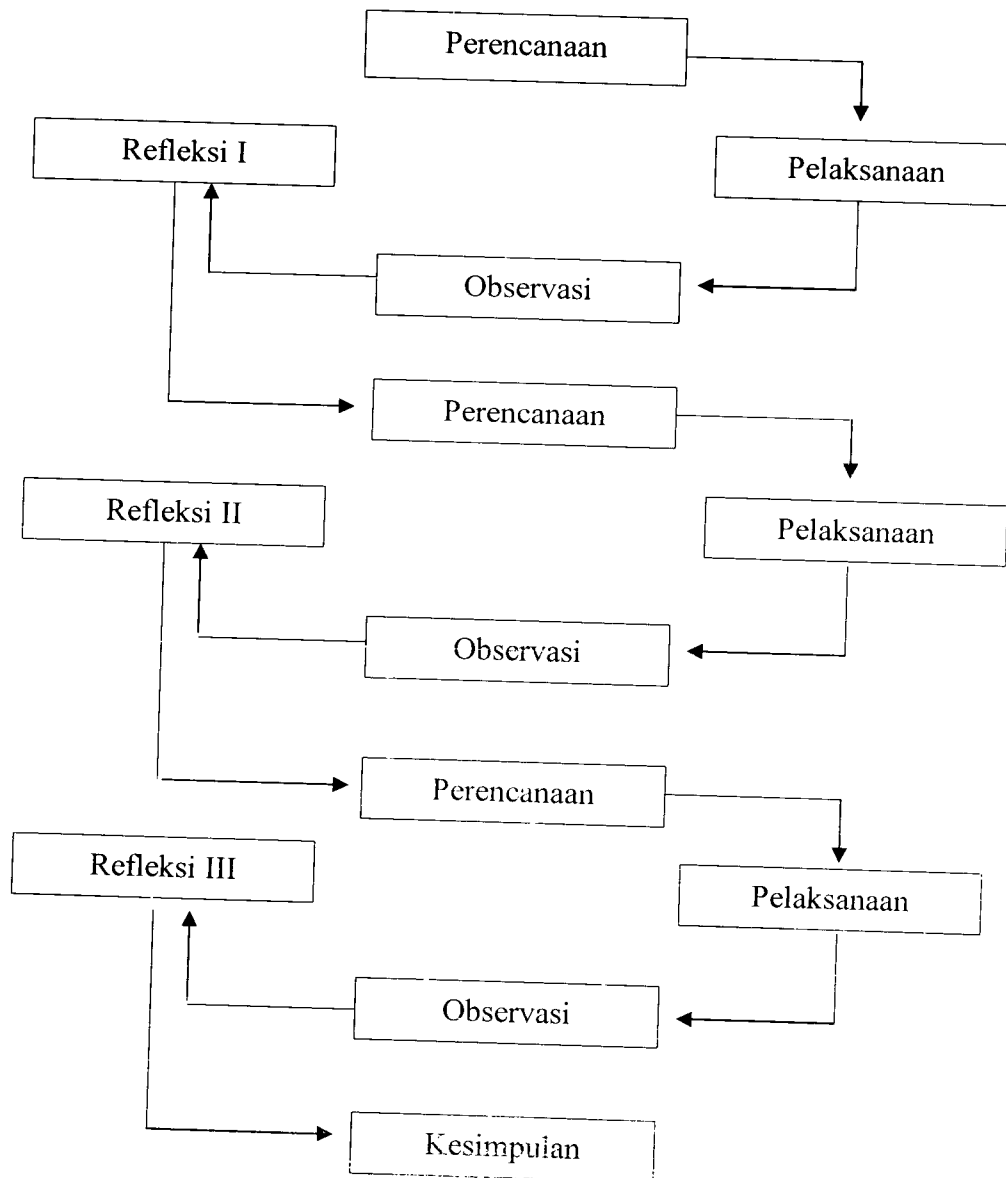 Perencanaan
Refleksi I
Pelaksanaan
Observasi
Perencanaan
Refleksi II
Pelaksanaan
Observasi
Perencanaan
Refleksi III
Pelaksanaan
Observasi
Kesimpulan